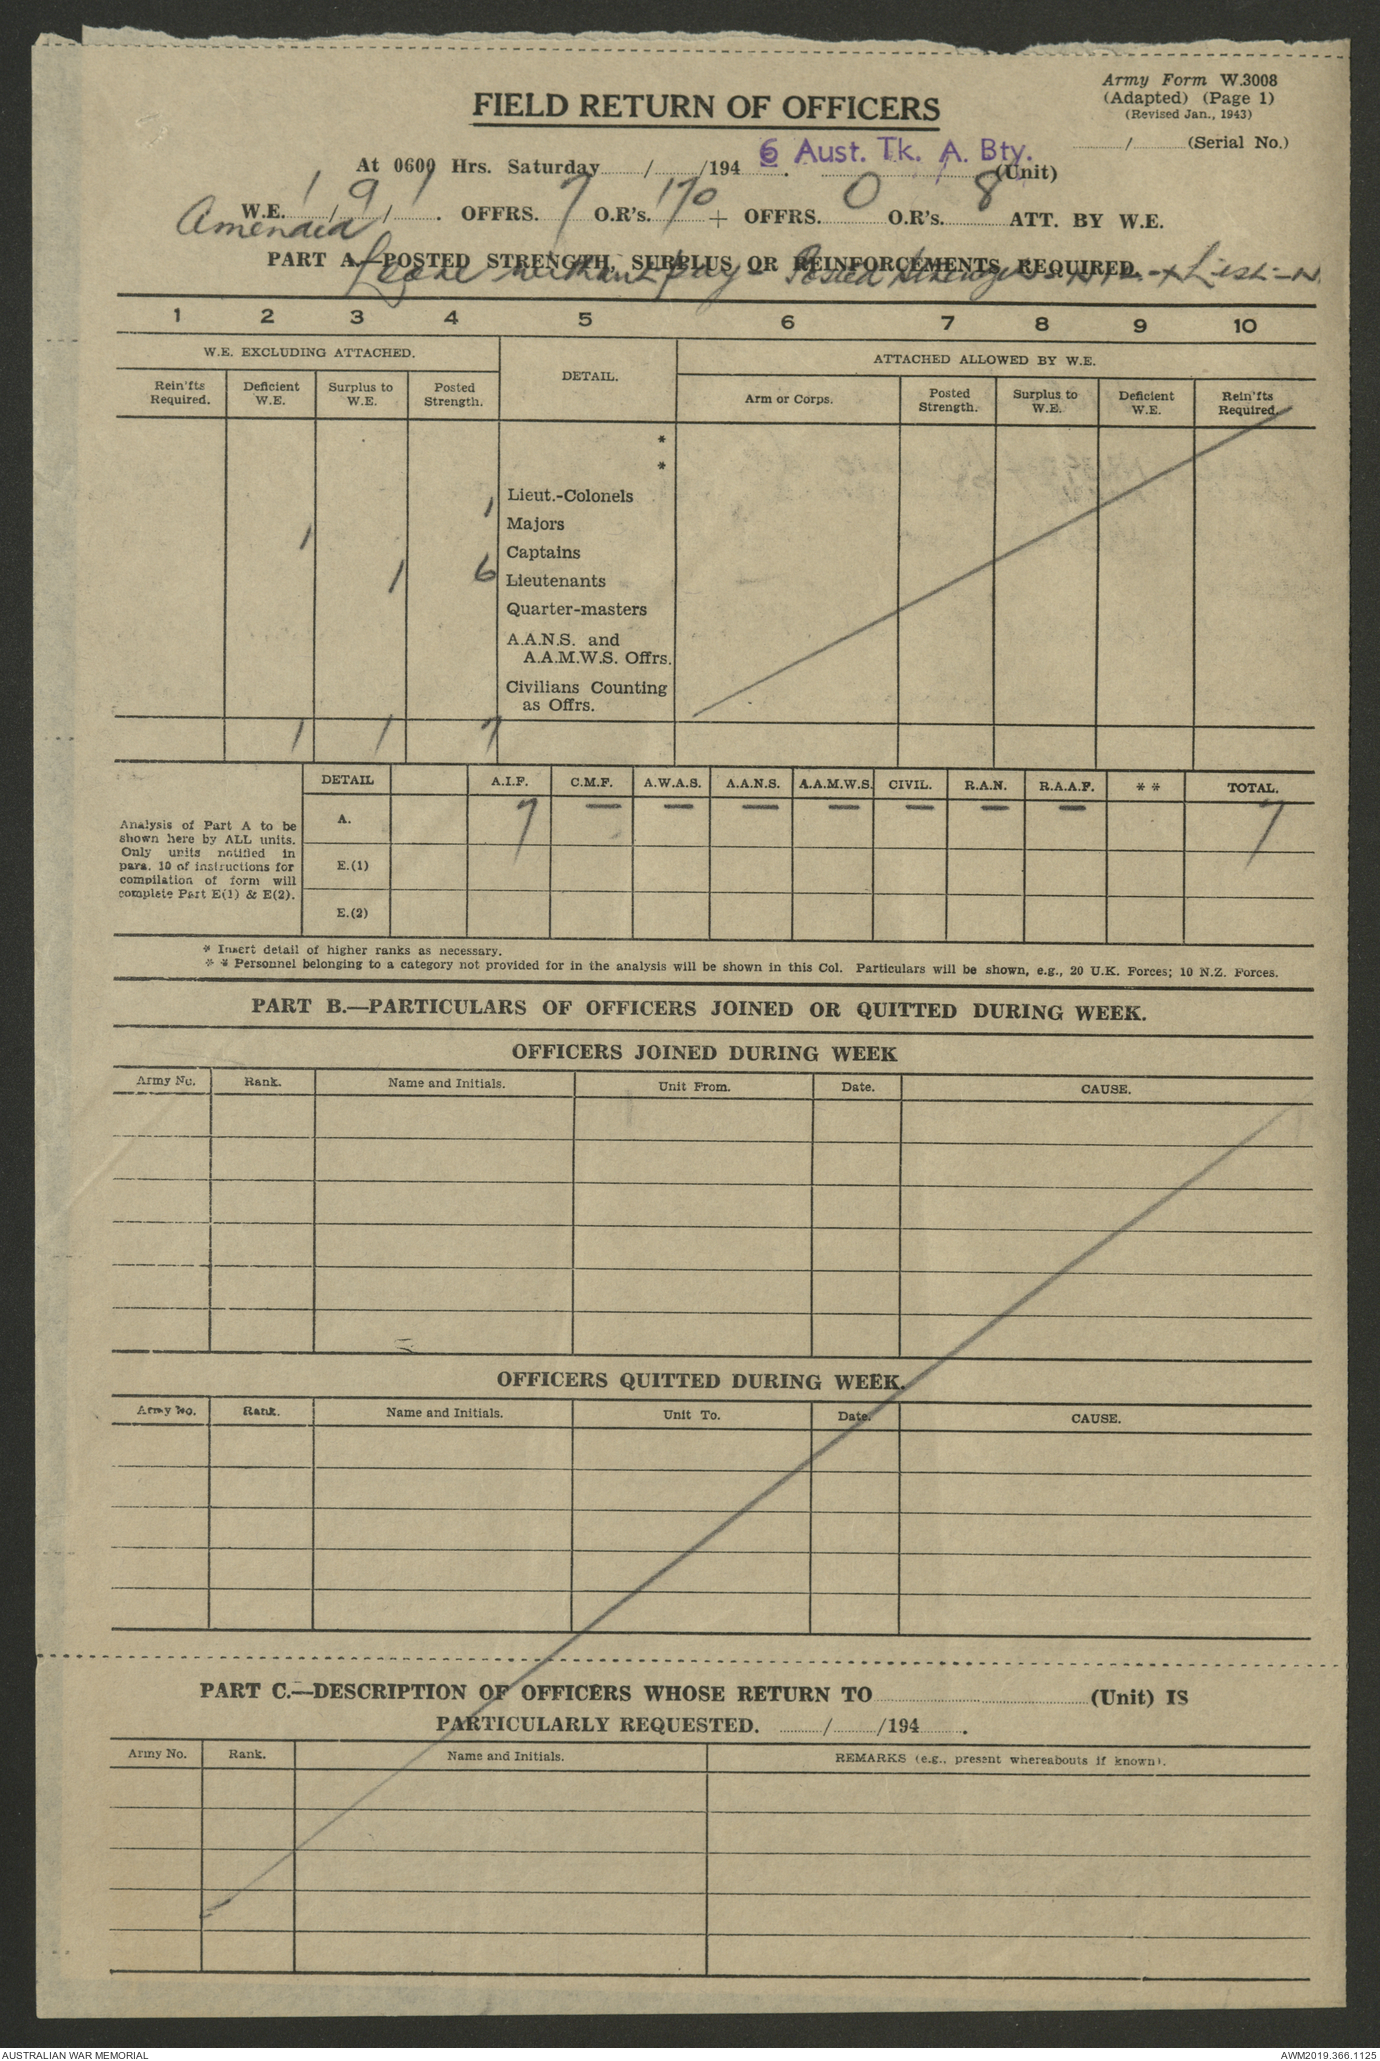 Army Form W.3008
(Adapted) (Page 1)
(Revised Jan., 1943)
FIELD RETURN OF OFFICERS
/ (Serial No.)
At 0600 Hrs. Saturday / /194 . 6 Aust. Tk. A. Bty. (Unit)
W.E. 1 / 9 / 1 . OFFRS. 7 O.R's. 170 + OFFRS. 0 O.R's. 8 ATT. BY W.E.
Amended
PART A.—POSTED STRENGTH, SURPLUS OR REINFORCEMENTS REQUIRED.
Leave without pay - Posted strength
1 2 3 4 5 6 7 8 9 10
W.E. EXCLUDING ATTACHED. DETAIL. ATTACHED ALLOWED BY W.E.
Rein'fts Required. Deficient W.E. Surplus to W.E. Posted Strength. Arm or Corps. Posted Strength. Surplus to W.E. Deficient W.E. Rein'fts Required.
*
*
Lieut.-Colonels
1 Majors
1 Captains
1 6 Lieutenants
Quarter-masters
A.A.N.S. and
A.A.M.W.S. Offrs.
Civilians Counting
as Offrs.
1 1 7
DETAIL A.I.F. C.M.F. A.W.A.S. A.A.N.S. A.A.M.W.S. CIVIL. R.A.N. R.A.A.F. * * TOTAL.
Analysis of Part A to be
shown here by ALL units.
Only units notified in
para. 10 of instructions for
compilation of form will
complete Part E(1) & E(2).
A. 7 — — — — — — — 7
E.(1)
E.(2)
* Insert detail of higher ranks as necessary.
* * Personnel belonging to a category not provided for in the analysis will be shown in this Col. Particulars will be shown, e.g., 20 U.K. Forces; 10 N.Z. Forces.
PART B.—PARTICULARS OF OFFICERS JOINED OR QUITTED DURING WEEK.
OFFICERS JOINED DURING WEEK
Army No. Rank. Name and Initials. Unit From. Date. CAUSE.
OFFICERS QUITTED DURING WEEK.
Army No. Rank. Name and Initials. Unit To. Date. CAUSE.
PART C.—DESCRIPTION OF OFFICERS WHOSE RETURN TO (Unit) IS
PARTICULARLY REQUESTED. / /194 .
Army No. Rank. Name and Initials. REMARKS (e.g., present whereabouts if known).
AUSTRALIAN WAR MEMORIAL AWM2019.366.1125